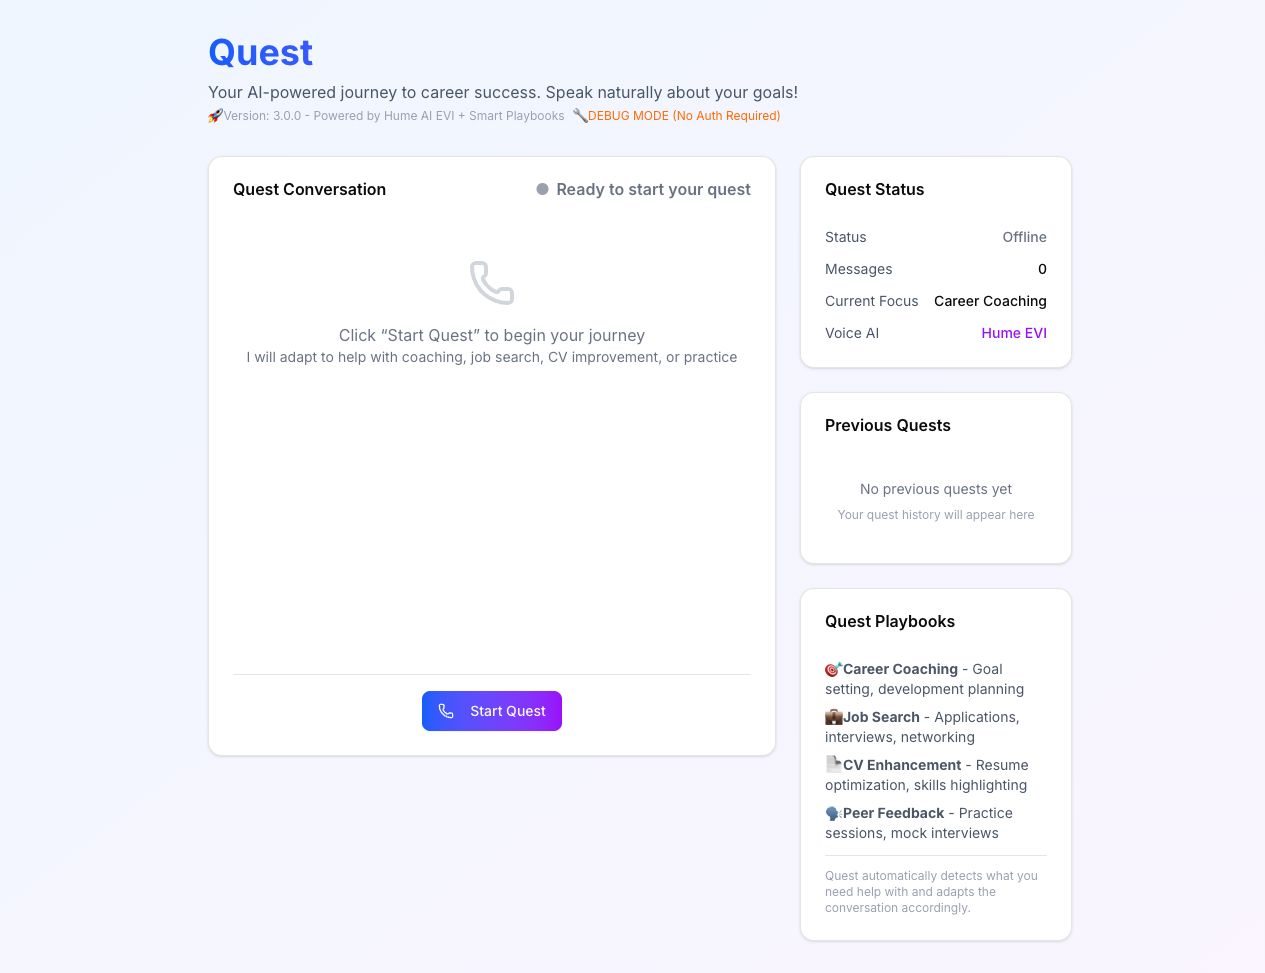 Quest
Your AI-powered journey to career success. Speak naturally about your goals!
🚀Version: 3.0.0 - Powered by Hume AI EVI + Smart Playbooks 🔧DEBUG MODE (No Auth Required)
Quest Conversation
Ready to start your quest
Click “Start Quest” to begin your journey
I will adapt to help with coaching, job search, CV improvement, or practice
Start Quest
Quest Status
Status Offline
Messages 0
Current Focus Career Coaching
Voice AI Hume EVI
Previous Quests
No previous quests yet
Your quest history will appear here
Quest Playbooks
🎯Career Coaching - Goal
setting, development planning
💼Job Search - Applications,
interviews, networking
📄CV Enhancement - Resume
optimization, skills highlighting
🗣️Peer Feedback - Practice
sessions, mock interviews
Quest automatically detects what you
need help with and adapts the
conversation accordingly.